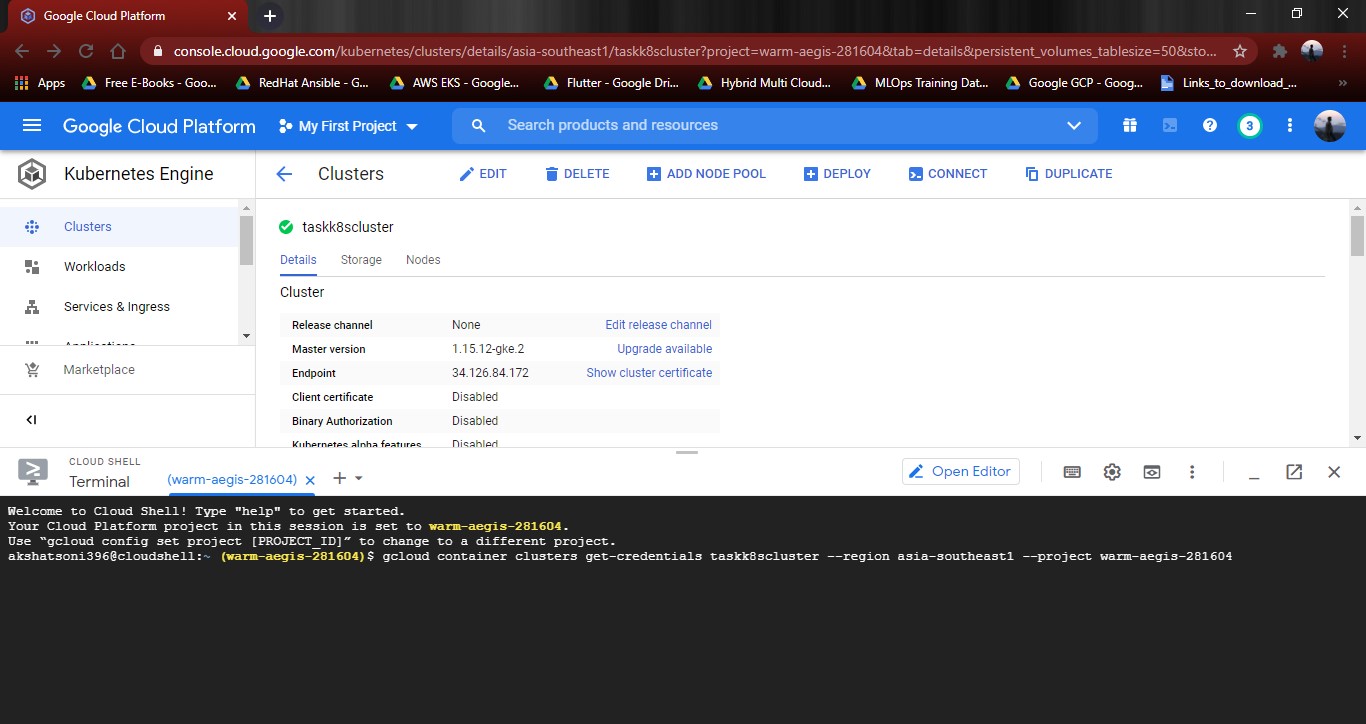 Google Cloud Platform
console.cloud.google.com/kubernetes/clusters/details/asia-southeast1/taskk8scluster?project=warm-aegis-281604&tab=details&persistent_volumes_tablesize=50&sto...
Apps Free E-Books - Goo... RedHat Ansible - G... AWS EKS - Google... Flutter - Google Dri... Hybrid Multi Cloud... MLOps Training Dat... Google GCP - Goog... Links_to_download_...
Google Cloud Platform My First Project Search products and resources 3
Kubernetes Engine Clusters EDIT DELETE ADD NODE POOL DEPLOY CONNECT DUPLICATE
Clusters
Workloads
Services & Ingress
Applications
Marketplace
taskk8scluster
Details Storage Nodes
Cluster
Release channel None Edit release channel
Master version 1.15.12-gke.2 Upgrade available
Endpoint 34.126.84.172 Show cluster certificate
Client certificate Disabled
Binary Authorization Disabled
Kubernetes alpha features Disabled
CLOUD SHELL
Terminal (warm-aegis-281604) Open Editor
Welcome to Cloud Shell! Type "help" to get started.
Your Cloud Platform project in this session is set to warm-aegis-281604.
Use “gcloud config set project [PROJECT_ID]” to change to a different project.
akshatsoni396@cloudshell:~ (warm-aegis-281604)$ gcloud container clusters get-credentials taskk8scluster --region asia-southeast1 --project warm-aegis-281604